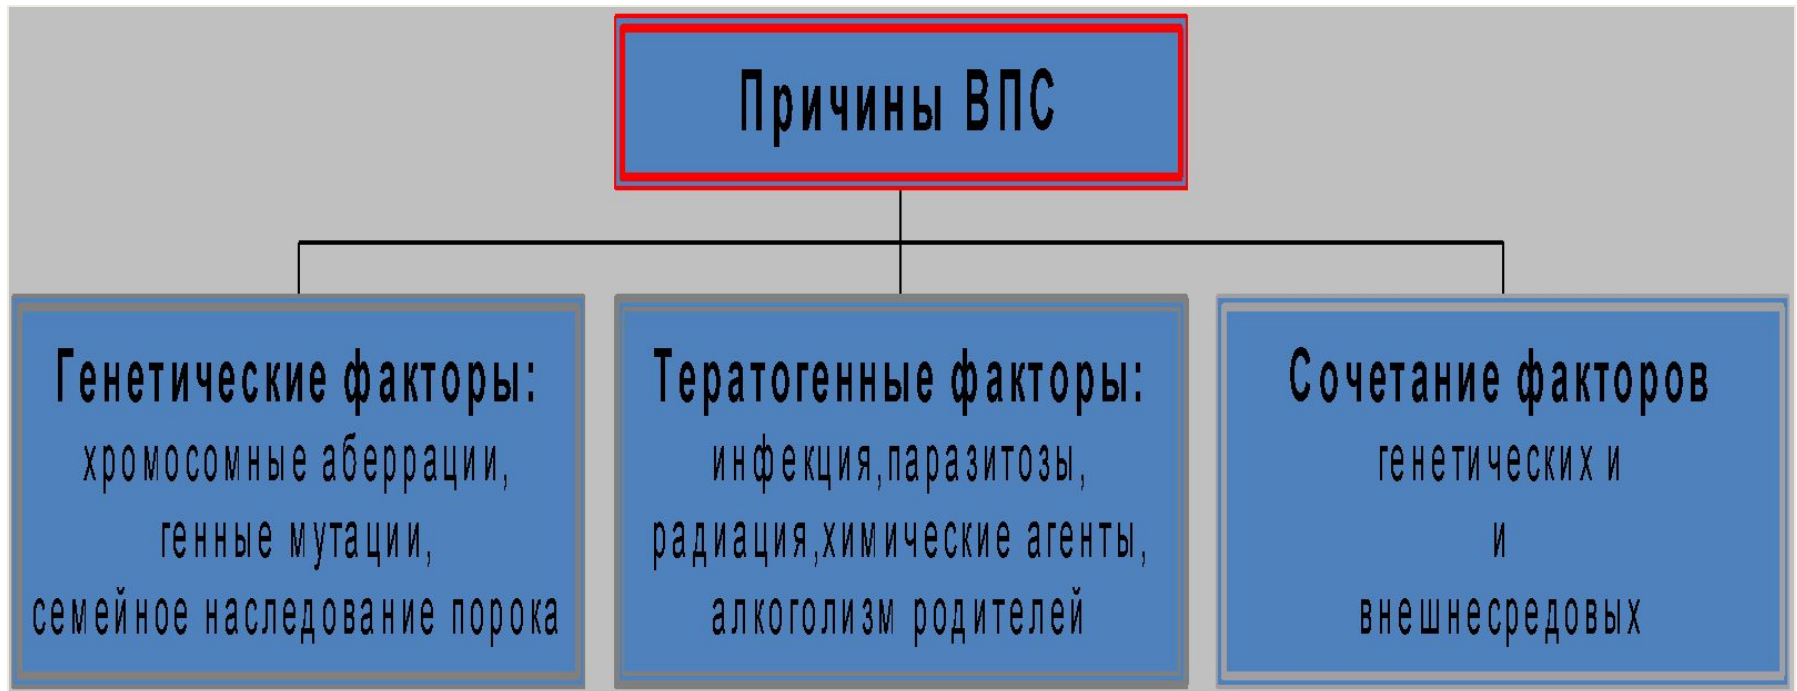 Причины ВПС
Генетические факторы:
хромосомные аберрации,
генные мутации,
семейное наследование порока
Тератогенные факторы:
инфекция,паразитозы,
радиация,химические агенты,
алкоголизм родителей
Сочетание факторов
генетических и
и
внешнесредовых